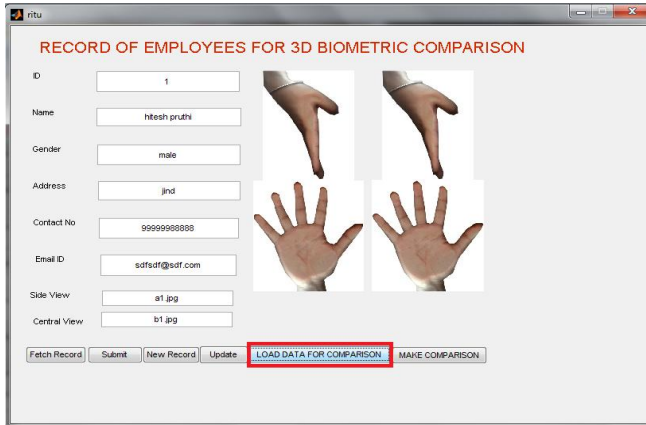 ritu
RECORD OF EMPLOYEES FOR 3D BIOMETRIC COMPARISON
ID 1
Name hitesh pruthi
Gender male
Address jind
Contact No 99999988888
Email ID sdfsdf@sdf.com
Side View a1.jpg
Central View b1.jpg
Fetch Record Submit New Record Update LOAD DATA FOR COMPARISON MAKE COMPARISON